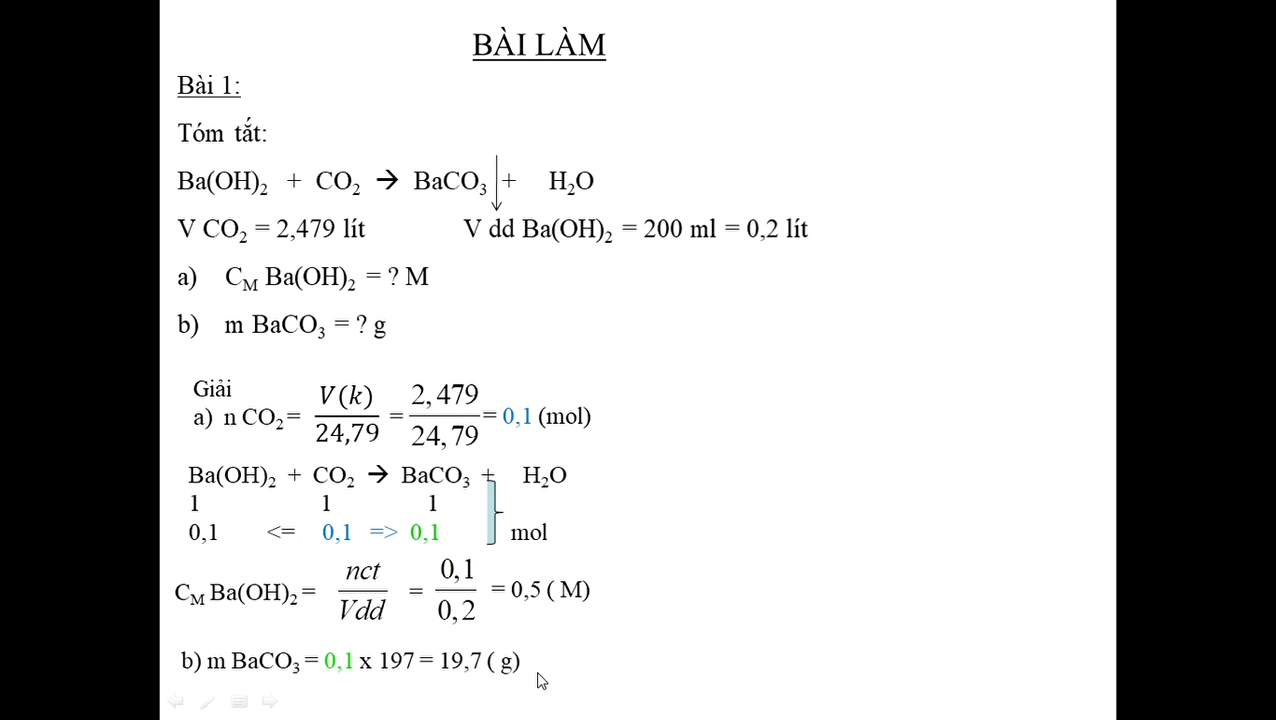 BÀI LÀM
Bài 1:
Tóm tắt:
Ba(OH)₂ + CO₂ → BaCO₃ ↓ + H₂O
V CO₂ = 2,479 lít V dd Ba(OH)₂ = 200 ml = 0,2 lít
a) C_M Ba(OH)₂ = ? M
b) m BaCO₃ = ? g
Giải
a) n CO₂ = V(k)/24,79 = 2,479/24,79 = 0,1 (mol)
Ba(OH)₂ + CO₂ → BaCO₃ + H₂O
1 1 1
0,1 <= 0,1 => 0,1 mol
C_M Ba(OH)₂ = nct/Vdd = 0,1/0,2 = 0,5 ( M)
b) m BaCO₃ = 0,1 x 197 = 19,7 ( g)